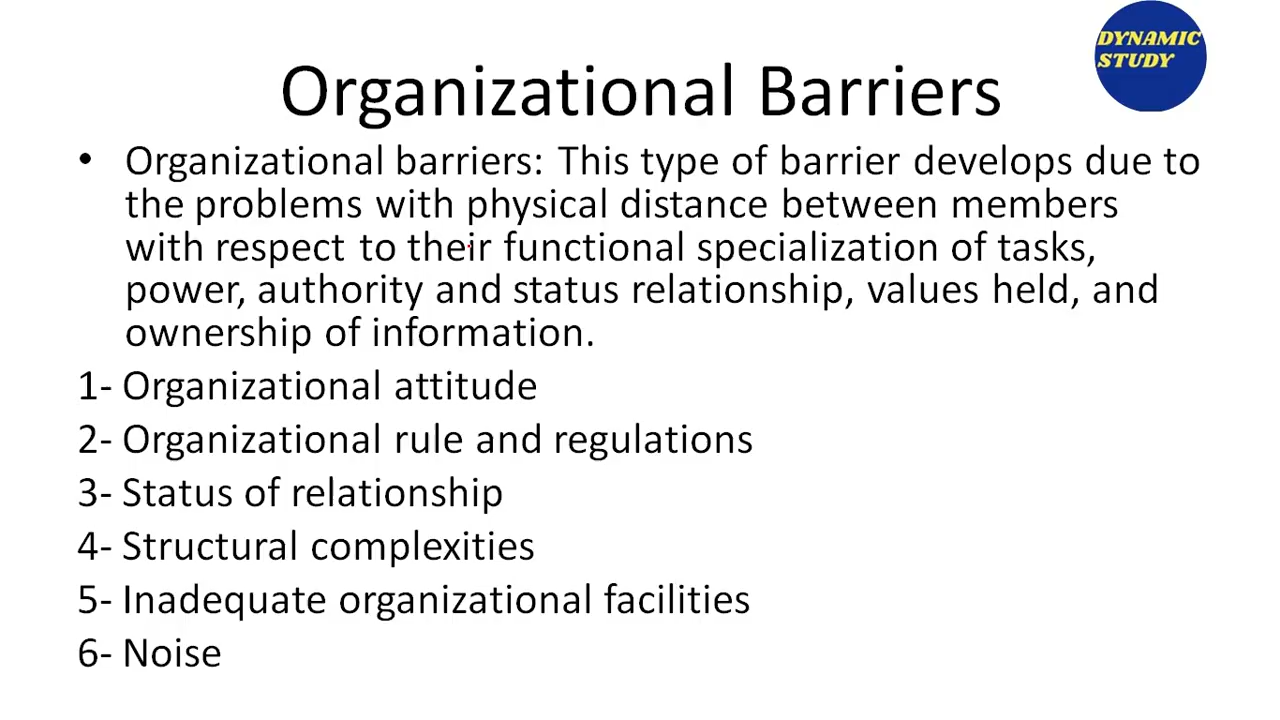 DYNAMIC
STUDY
Organizational Barriers
• Organizational barriers: This type of barrier develops due to
the problems with physical distance between members
with respect to their functional specialization of tasks,
power, authority and status relationship, values held, and
ownership of information.
1- Organizational attitude
2- Organizational rule and regulations
3- Status of relationship
4- Structural complexities
5- Inadequate organizational facilities
6- Noise